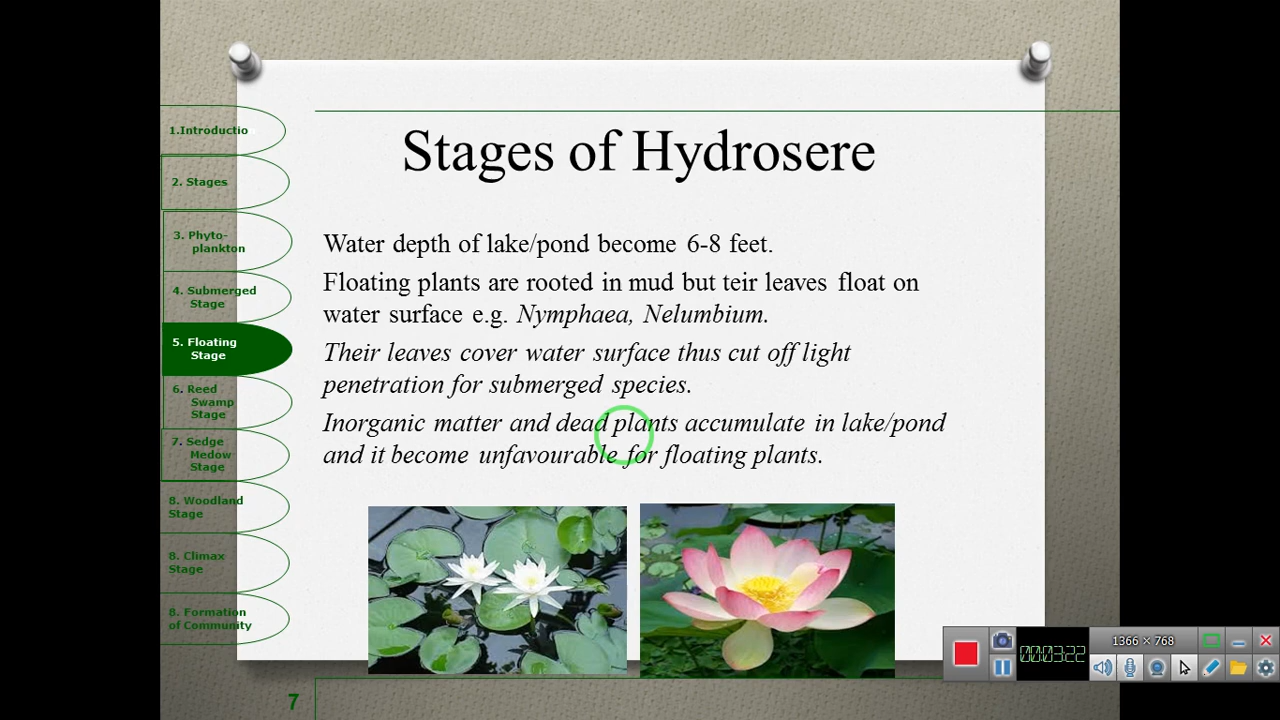 Stages of Hydrosere
1.Introductio
2. Stages
3. Phyto-
plankton
4. Submerged
Stage
5. Floating
Stage
6. Reed
Swamp
Stage
7. Sedge
Medow
Stage
8. Woodland
Stage
8. Climax
Stage
8. Formation
of Community
Water depth of lake/pond become 6-8 feet.
Floating plants are rooted in mud but teir leaves float on
water surface e.g. Nymphaea, Nelumbium.
Their leaves cover water surface thus cut off light
penetration for submerged species.
Inorganic matter and dead plants accumulate in lake/pond
and it become unfavourable for floating plants.
7
1366 × 768
00:03:22